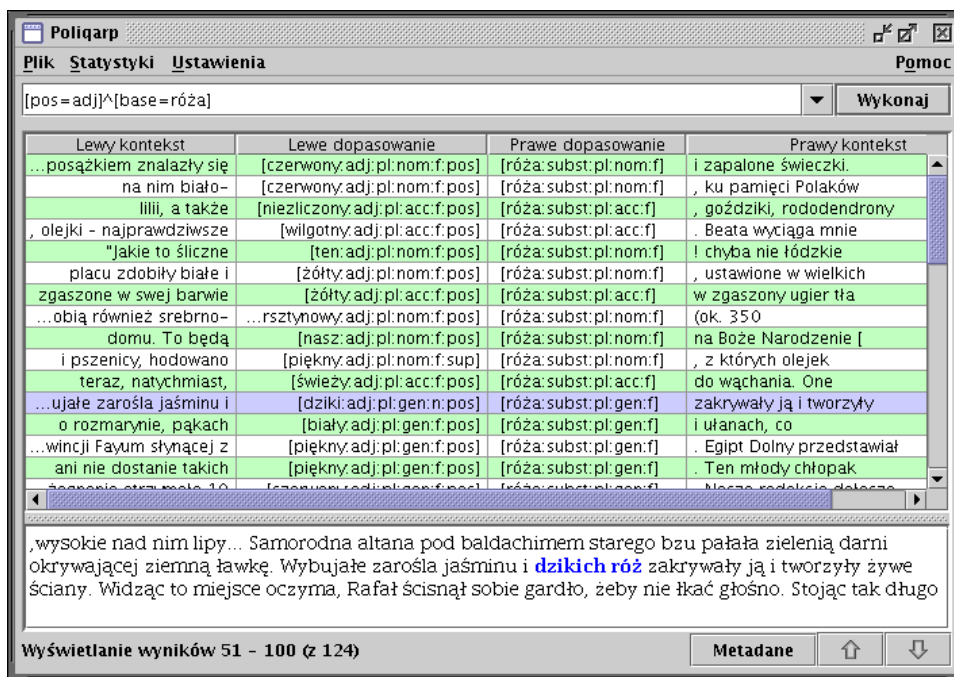 Poliqarp
Plik Statystyki Ustawienia Pomoc
[pos=adj]^[base=róża] Wykonaj
Lewy kontekst Lewe dopasowanie Prawe dopasowanie Prawy kontekst
...posążkiem znalazły się [czerwony:adj:pl:nom:f:pos] [róża:subst:pl:nom:f] i zapalone świeczki.
na nim biało- [czerwony:adj:pl:nom:f:pos] [róża:subst:pl:nom:f] , ku pamięci Polaków
lilii, a także [niezliczony:adj:pl:acc:f:pos] [róża:subst:pl:acc:f] , goździki, rododendrony
, olejki - najprawdziwsze [wilgotny:adj:pl:acc:f:pos] [róża:subst:pl:acc:f] . Beata wyciąga mnie
"Jakie to śliczne [ten:adj:pl:nom:f:pos] [róża:subst:pl:nom:f] ! chyba nie łódzkie
placu zdobiły białe i [żółty:adj:pl:nom:f:pos] [róża:subst:pl:nom:f] , ustawione w wielkich
zgaszone w swej barwie [żółty:adj:pl:acc:f:pos] [róża:subst:pl:acc:f] w zgaszony ugier tła
...obią również srebrno- ...rsztynowy:adj:pl:acc:f:pos] [róża:subst:pl:acc:f] (ok. 350
domu. To będą [nasz:adj:pl:nom:f:pos] [róża:subst:pl:nom:f] na Boże Narodzenie [
i pszenicy, hodowano [piękny:adj:pl:nom:f:sup] [róża:subst:pl:nom:f] , z których olejek
teraz, natychmiast, [świeży:adj:pl:acc:f:pos] [róża:subst:pl:acc:f] do wąchania. One
...ujałe zarośla jaśminu i [dziki:adj:pl:gen:n:pos] [róża:subst:pl:gen:f] zakrywały ją i tworzyły
o rozmarynie, pąkach [biały:adj:pl:gen:f:pos] [róża:subst:pl:gen:f] i ułanach, co
...wincji Fayum słynącej z [piękny:adj:pl:gen:f:pos] [róża:subst:pl:gen:f] . Egipt Dolny przedstawiał
ani nie dostanie takich [piękny:adj:pl:gen:f:pos] [róża:subst:pl:gen:f] . Ten młody chłopak
,wysokie nad nim lipy... Samorodna altana pod baldachimem starego bzu pałała zielenią darni
okrywającej ziemną ławkę. Wybujałe zarośla jaśminu i dzikich róż zakrywały ją i tworzyły żywe
ściany. Widząc to miejsce oczyma, Rafał ścisnął sobie gardło, żeby nie łkać głośno. Stojąc tak długo
Wyświetlanie wyników 51 - 100 (z 124) Metadane